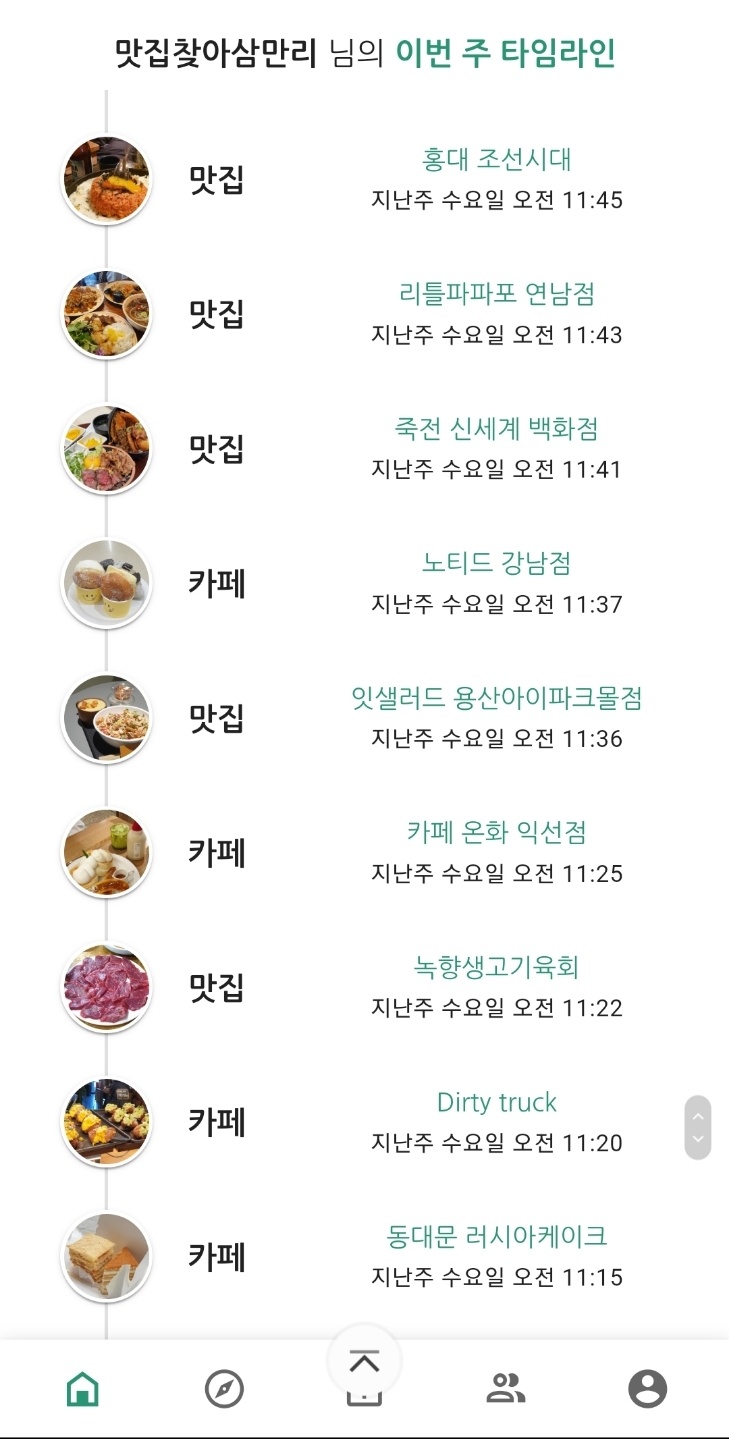 맛집찾아삼만리 님의 이번 주 타임라인
맛집
홍대 조선시대
지난주 수요일 오전 11:45
맛집
리틀파파포 연남점
지난주 수요일 오전 11:43
맛집
죽전 신세계 백화점
지난주 수요일 오전 11:41
카페
노티드 강남점
지난주 수요일 오전 11:37
맛집
잇샐러드 용산아이파크몰점
지난주 수요일 오전 11:36
카페
카페 온화 익선점
지난주 수요일 오전 11:25
맛집
녹향생고기육회
지난주 수요일 오전 11:22
카페
Dirty truck
지난주 수요일 오전 11:20
카페
동대문 러시아케이크
지난주 수요일 오전 11:15